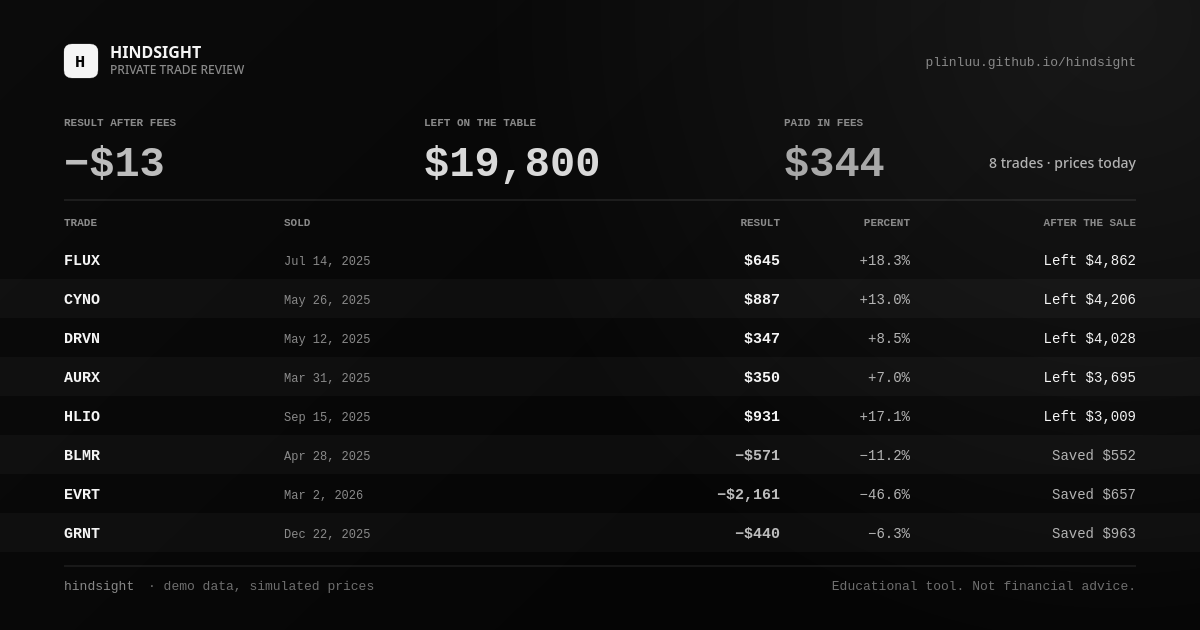 H
HINDSIGHT
PRIVATE TRADE REVIEW
plinluu.github.io/hindsight
RESULT AFTER FEES LEFT ON THE TABLE PAID IN FEES
−$13 $19,800 $344 8 trades · prices today
TRADE SOLD RESULT PERCENT AFTER THE SALE
FLUX Jul 14, 2025 $645 +18.3% Left $4,862
CYNO May 26, 2025 $887 +13.0% Left $4,206
DRVN May 12, 2025 $347 +8.5% Left $4,028
AURX Mar 31, 2025 $350 +7.0% Left $3,695
HLIO Sep 15, 2025 $931 +17.1% Left $3,009
BLMR Apr 28, 2025 −$571 −11.2% Saved $552
EVRT Mar 2, 2026 −$2,161 −46.6% Saved $657
GRNT Dec 22, 2025 −$440 −6.3% Saved $963
hindsight · demo data, simulated prices Educational tool. Not financial advice.